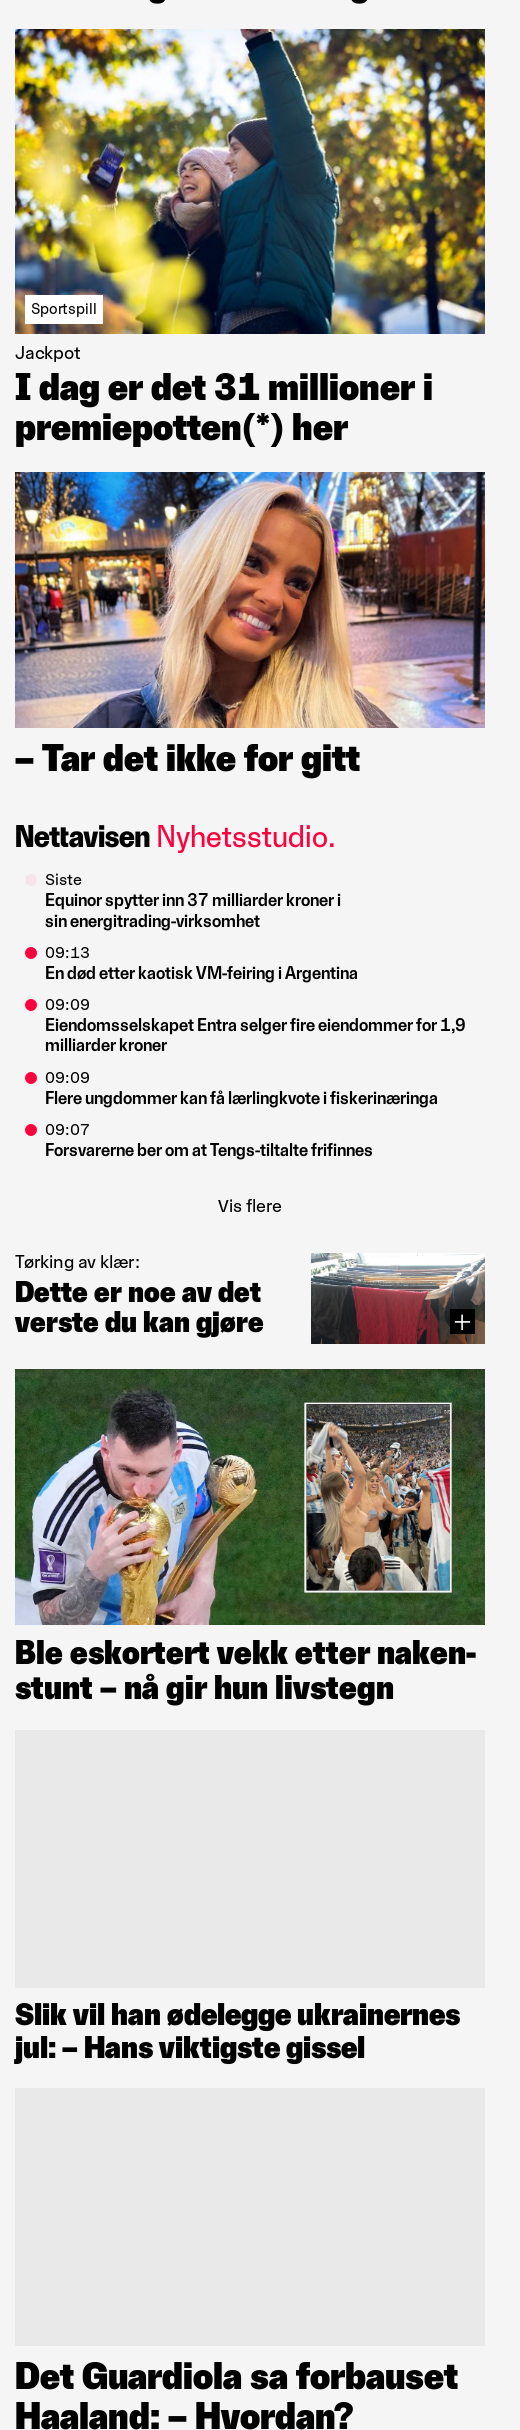 Sportspill
Jackpot
I dag er det 31 millioner i
premiepotten(*) her
– Tar det ikke for gitt
Nettavisen Nyhetsstudio.
Siste
Equinor spytter inn 37 milliarder kroner i
sin energitrading-virksomhet
09:13
En død etter kaotisk VM-feiring i Argentina
09:09
Eiendomsselskapet Entra selger fire eiendommer for 1,9
milliarder kroner
09:09
Flere ungdommer kan få lærlingkvote i fiskerinæringa
09:07
Forsvarerne ber om at Tengs-tiltalte frifinnes
Vis flere
Tørking av klær:
Dette er noe av det
verste du kan gjøre
Ble eskortert vekk etter naken-
stunt – nå gir hun livstegn
Slik vil han ødelegge ukrainernes
jul: – Hans viktigste gissel
Det Guardiola sa forbauset
Haaland: – Hvordan?